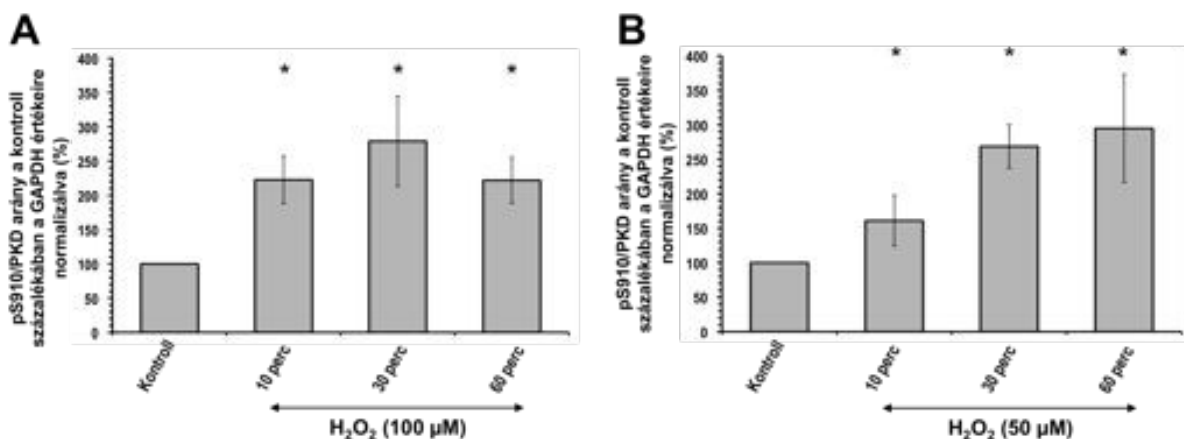 A
pS910/PKD arány a kontroll
százalékában a GAPDH értékeire
normalizálva (%)
400
350
300
250
200
150
100
50
0
*
*
*
Kontroll
10 perc
30 perc
60 perc
H₂O₂ (100 µM)
B
pS910/PKD arány a kontroll
százalékában a GAPDH értékeire
normalizálva (%)
400
350
300
250
200
150
100
50
0
*
*
*
Kontroll
10 perc
30 perc
60 perc
H₂O₂ (50 µM)